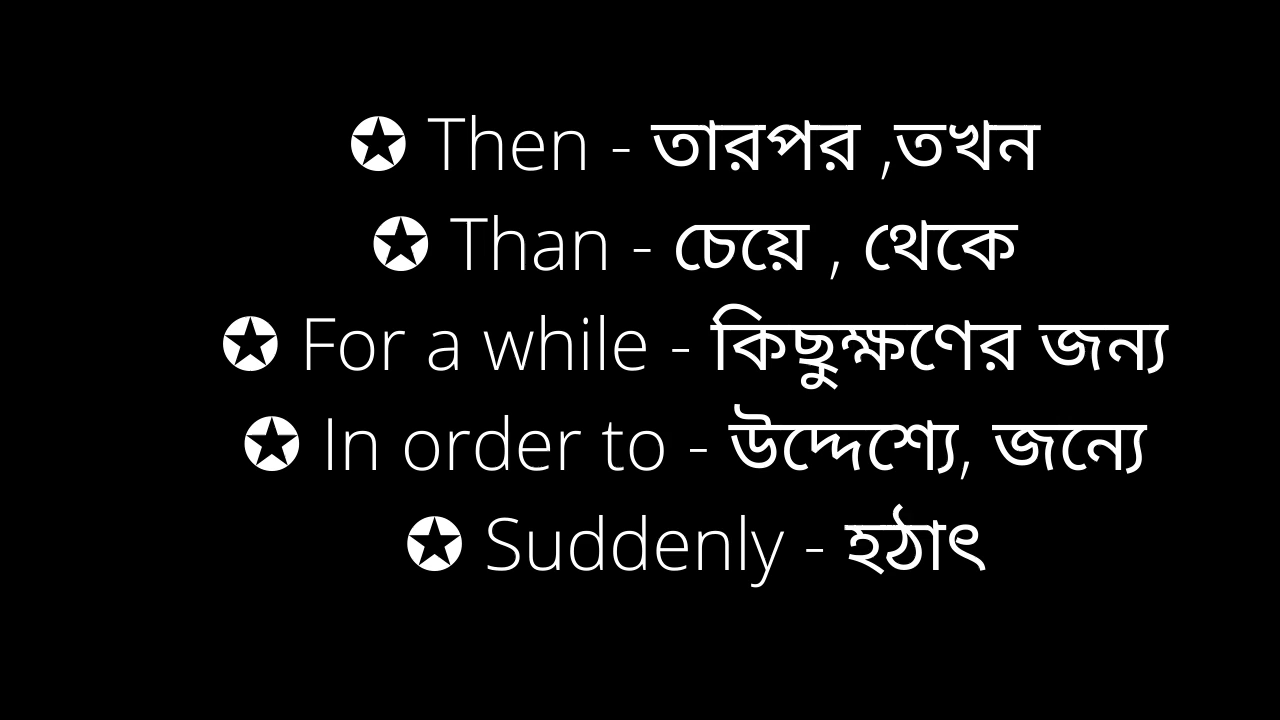 ✪ Then - তারপর ,তখন
✪ Than - চেয়ে , থেকে
✪ For a while - কিছুক্ষণের জন্য
✪ In order to - উদ্দেশ্যে, জন্যে
✪ Suddenly - হঠাৎ